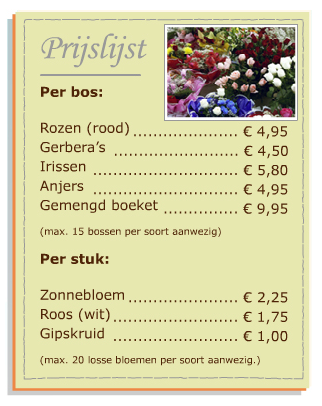 Prijslijst
Per bos:
Rozen (rood) ..................... € 4,95
Gerbera's ......................... € 4,50
Irissen ............................. € 5,80
Anjers ............................. € 4,95
Gemengd boeket ............... € 9,95
(max. 15 bossen per soort aanwezig)
Per stuk:
Zonnebloem ...................... € 2,25
Roos (wit) ......................... € 1,75
Gipskruid .......................... € 1,00
(max. 20 losse bloemen per soort aanwezig.)